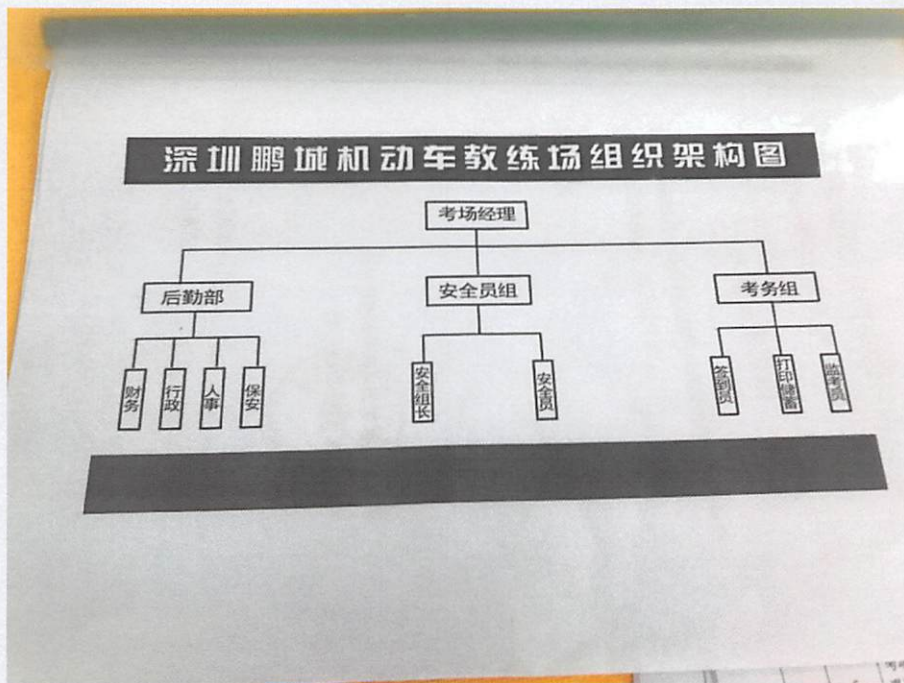 深圳鹏城机动车教练场组织架构图
考场经理
后勤部
安全员组
考务组
财务
行政
人事
保安
安全组长
安全员
签到员
打印储蓄
监考员